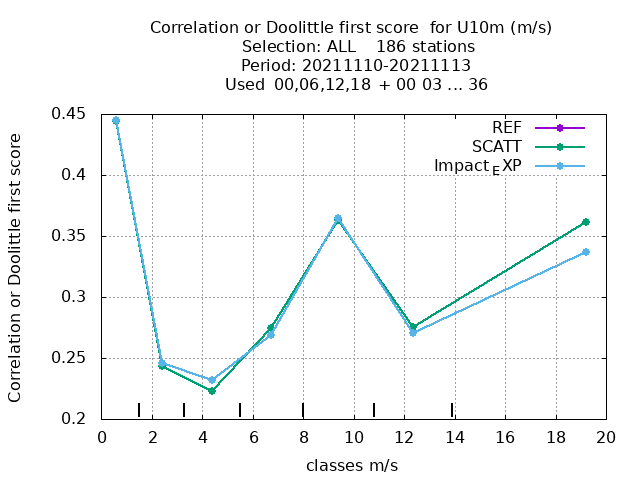 Correlation or Doolittle first score  for U10m (m/s)
Selection: ALL    186 stations
Period: 20211110-20211113
Used  00,06,12,18  + 00 03 ... 36
Correlation or Doolittle first score
0.45
0.4
0.35
0.3
0.25
0.2
REF
SCATT
Impact_EXP
0 2 4 6 8 10 12 14 16 18 20
classes m/s